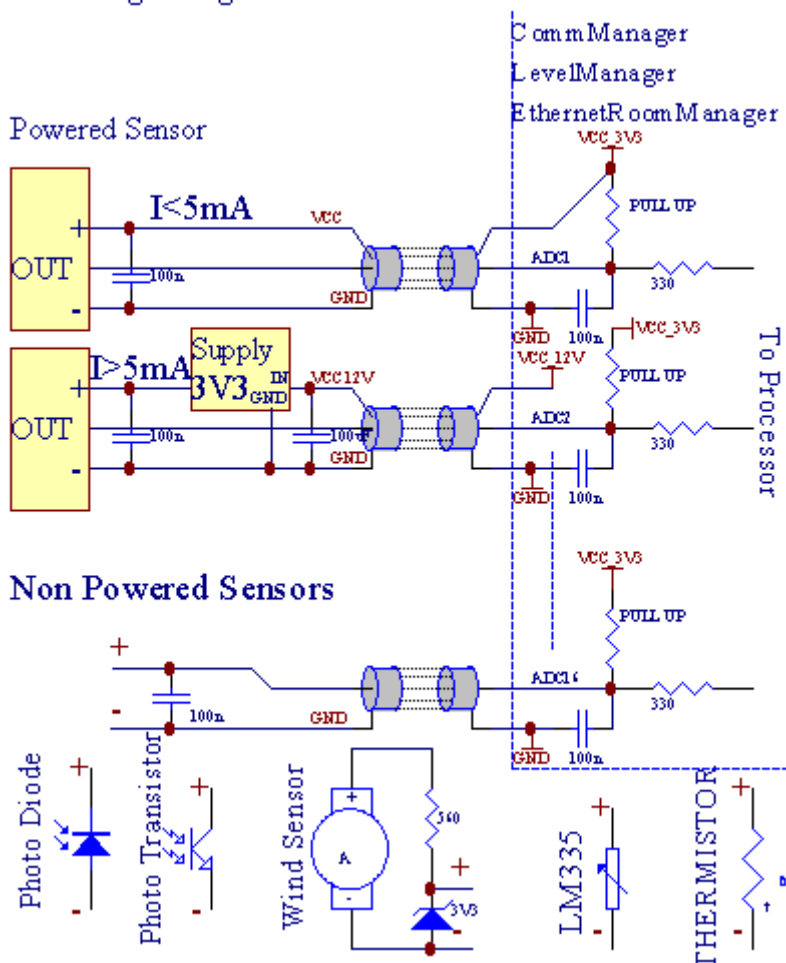 CommManager
LevelManager
EthernetRoomManager
Powered Sensor
VCC_3V3
I<5mA
VCC
PULL UP
+
OUT
100n
ADC1
330
-
GND
GND
100n
VCC_3V3
I>5mA
Supply
3V3
IN
GND
VCC12V
VCC_12V
PULL UP
+
OUT
100n
ADC2
330
-
GND
GND
100n
To Processor
Non Powered Sensors
VCC_3V3
PULL UP
+
ADC16
330
-
100n
GND
GND
100n
Photo Diode
+
-
Photo Transistor
+
-
Wind Sensor
+
A
-
560
+
3V3
-
LM335
+
-
THERMISTOR
+
t
-